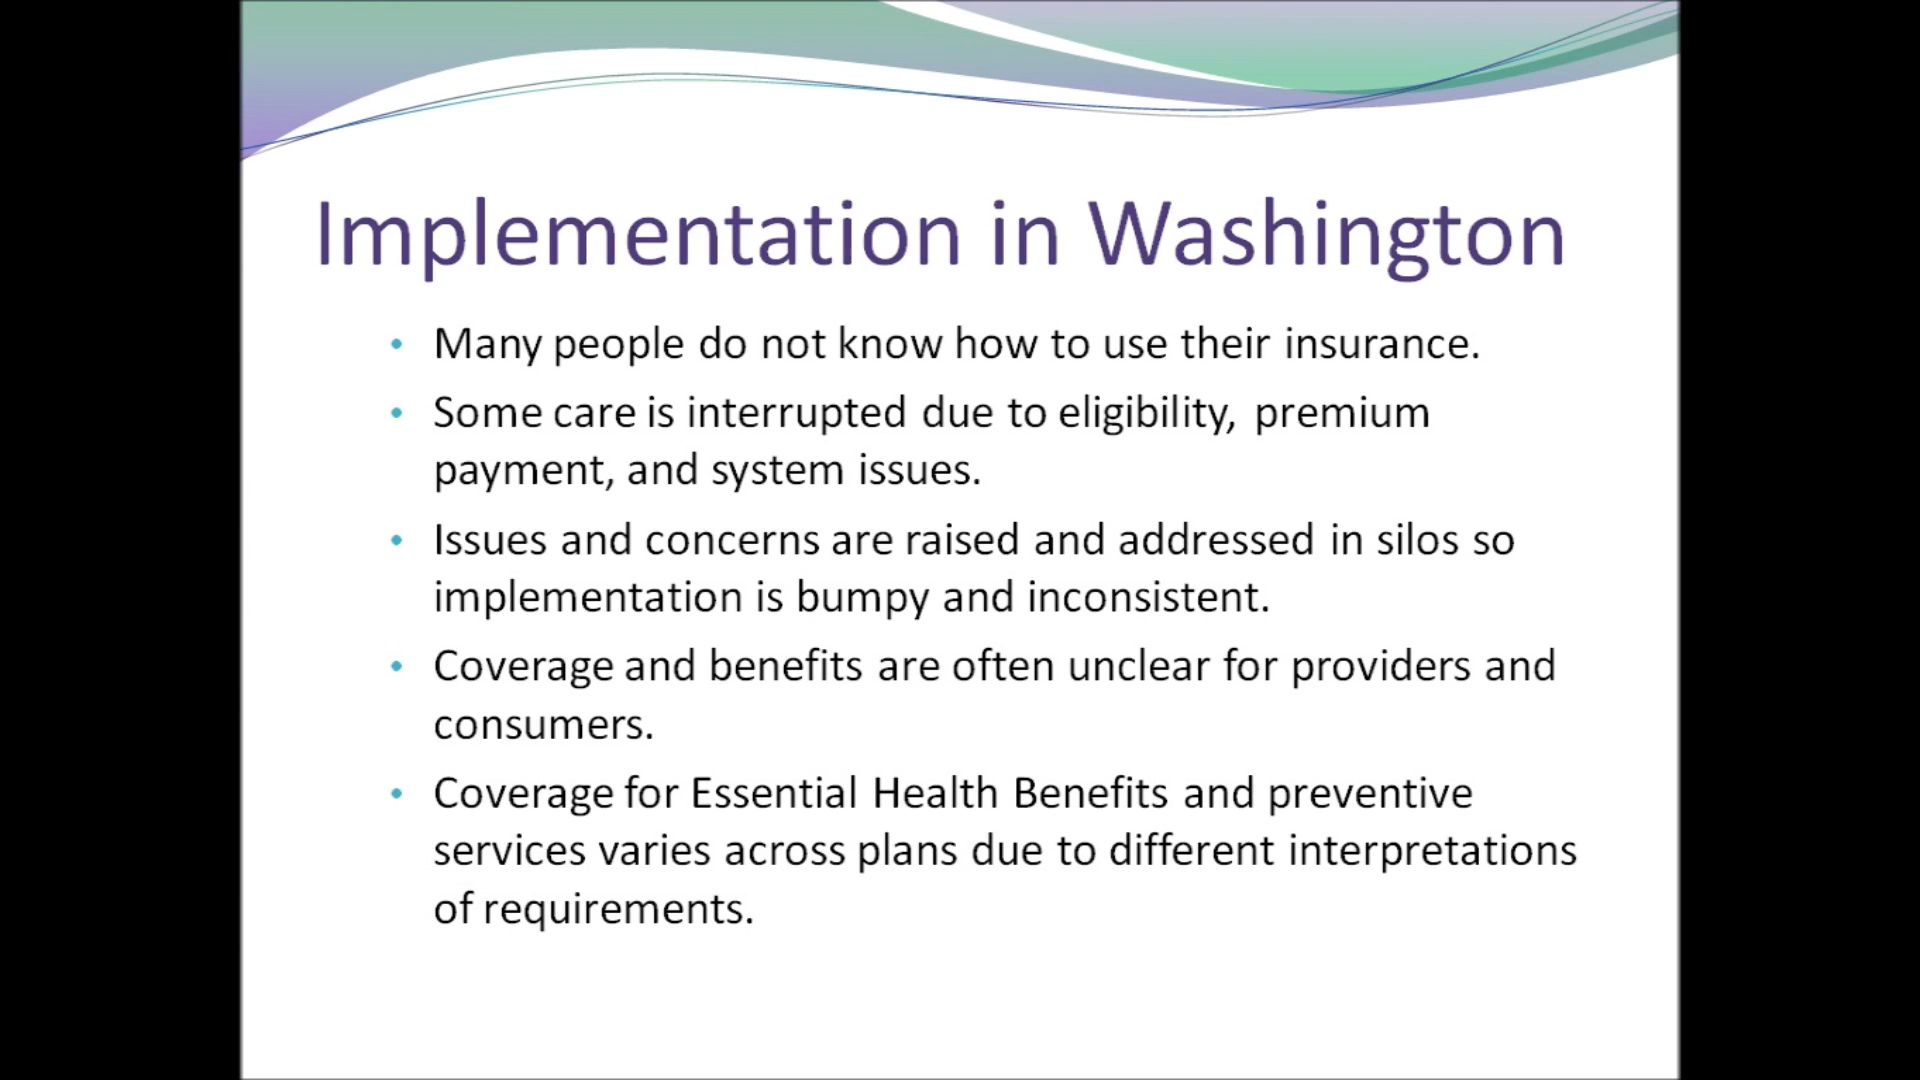 Implementation in Washington
• Many people do not know how to use their insurance.
• Some care is interrupted due to eligibility, premium
payment, and system issues.
• Issues and concerns are raised and addressed in silos so
implementation is bumpy and inconsistent.
• Coverage and benefits are often unclear for providers and
consumers.
• Coverage for Essential Health Benefits and preventive
services varies across plans due to different interpretations
of requirements.